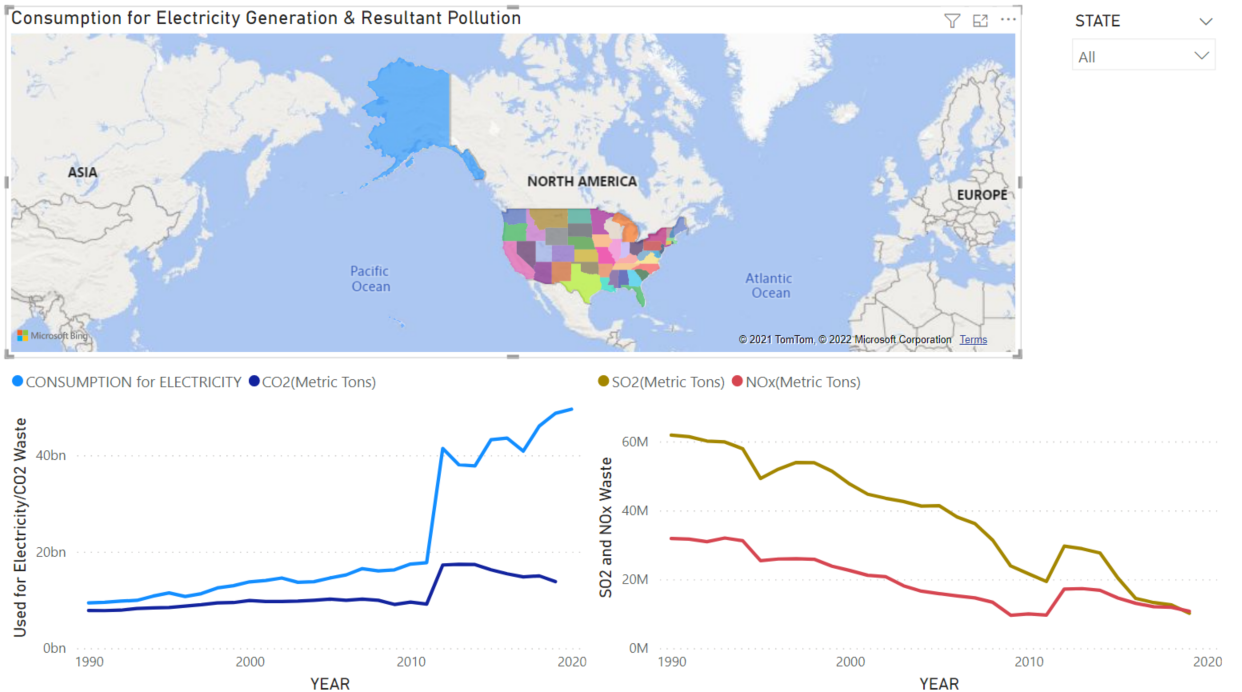 Consumption for Electricity Generation & Resultant Pollution
STATE
All
ASIA
NORTH AMERICA
EUROPE
Pacific
Ocean
Atlantic
Ocean
Microsoft Bing
© 2021 TomTom, © 2022 Microsoft Corporation Terms
CONSUMPTION for ELECTRICITY CO2(Metric Tons)
Used for Electricity/CO2 Waste
40bn
20bn
0bn
1990 2000 2010 2020
YEAR
SO2(Metric Tons) NOx(Metric Tons)
SO2 and NOx Waste
60M
40M
20M
0M
1990 2000 2010 2020
YEAR